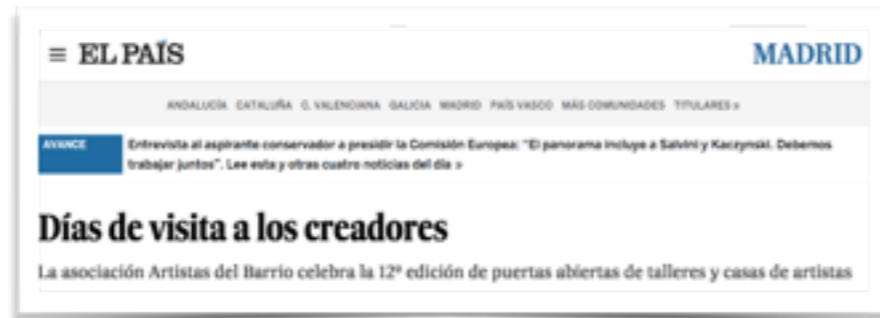 ≡ EL PAÍS
MADRID
ANDALUCÍA CATALUÑA C. VALENCIANA GALICIA MADRID PAÍS VASCO MÁS COMUNIDADES TITULARES »
AVANCE
Entrevista al aspirante conservador a presidir la Comisión Europea: "El panorama incluye a Salvini y Kaczynski. Debemos
trabajar juntos". Lee esta y otras cuatro noticias del día »
Días de visita a los creadores
La asociación Artistas del Barrio celebra la 12ª edición de puertas abiertas de talleres y casas de artistas